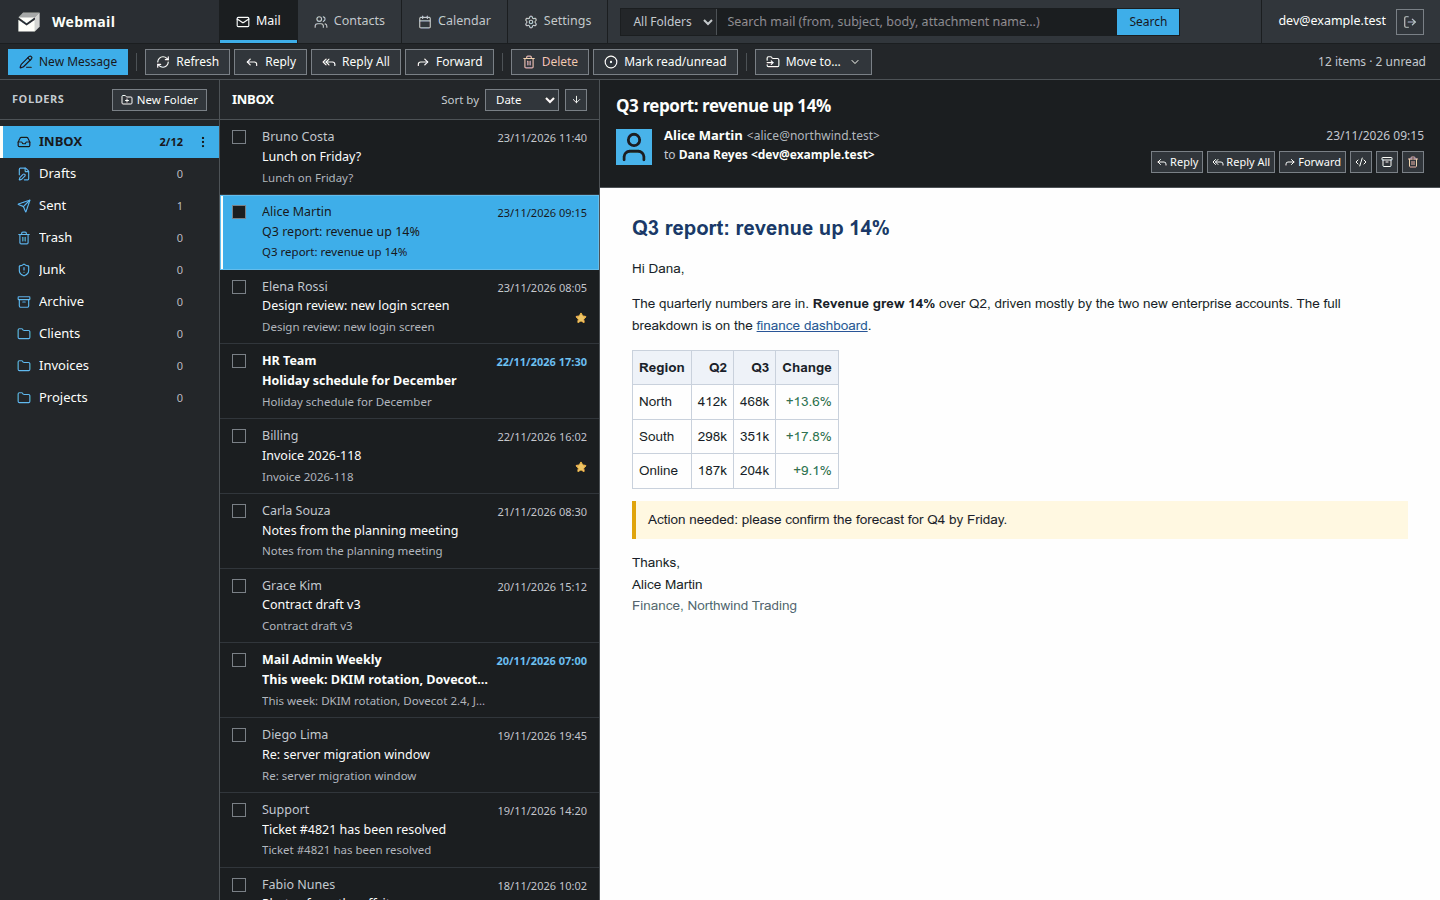 Webmail
Mail
Contacts
Calendar
Settings
All Folders
Search mail (from, subject, body, attachment name...)
Search
dev@example.test
New Message
Refresh
Reply
Reply All
Forward
Delete
Mark read/unread
Move to...
12 items · 2 unread
FOLDERS
New Folder
INBOX 2/12
Drafts 0
Sent 1
Trash 0
Junk 0
Archive 0
Clients 0
Invoices 0
Projects 0
INBOX
Sort by
Date
Bruno Costa 23/11/2026 11:40
Lunch on Friday?
Lunch on Friday?
Alice Martin 23/11/2026 09:15
Q3 report: revenue up 14%
Q3 report: revenue up 14%
Elena Rossi 23/11/2026 08:05
Design review: new login screen
Design review: new login screen
HR Team 22/11/2026 17:30
Holiday schedule for December
Holiday schedule for December
Billing 22/11/2026 16:02
Invoice 2026-118
Invoice 2026-118
Carla Souza 21/11/2026 08:30
Notes from the planning meeting
Notes from the planning meeting
Grace Kim 20/11/2026 15:12
Contract draft v3
Contract draft v3
Mail Admin Weekly 20/11/2026 07:00
This week: DKIM rotation, Dovecot...
This week: DKIM rotation, Dovecot 2.4, J...
Diego Lima 19/11/2026 19:45
Re: server migration window
Re: server migration window
Support 19/11/2026 14:20
Ticket #4821 has been resolved
Ticket #4821 has been resolved
Fabio Nunes 18/11/2026 10:02
Q3 report: revenue up 14%
Alice Martin <alice@northwind.test> 23/11/2026 09:15
to Dana Reyes <dev@example.test>
Reply
Reply All
Forward
Q3 report: revenue up 14%
Hi Dana,
The quarterly numbers are in. Revenue grew 14% over Q2, driven mostly by the two new enterprise accounts. The full
breakdown is on the finance dashboard.
Region Q2 Q3 Change
North 412k 468k +13.6%
South 298k 351k +17.8%
Online 187k 204k +9.1%
Action needed: please confirm the forecast for Q4 by Friday.
Thanks,
Alice Martin
Finance, Northwind Trading